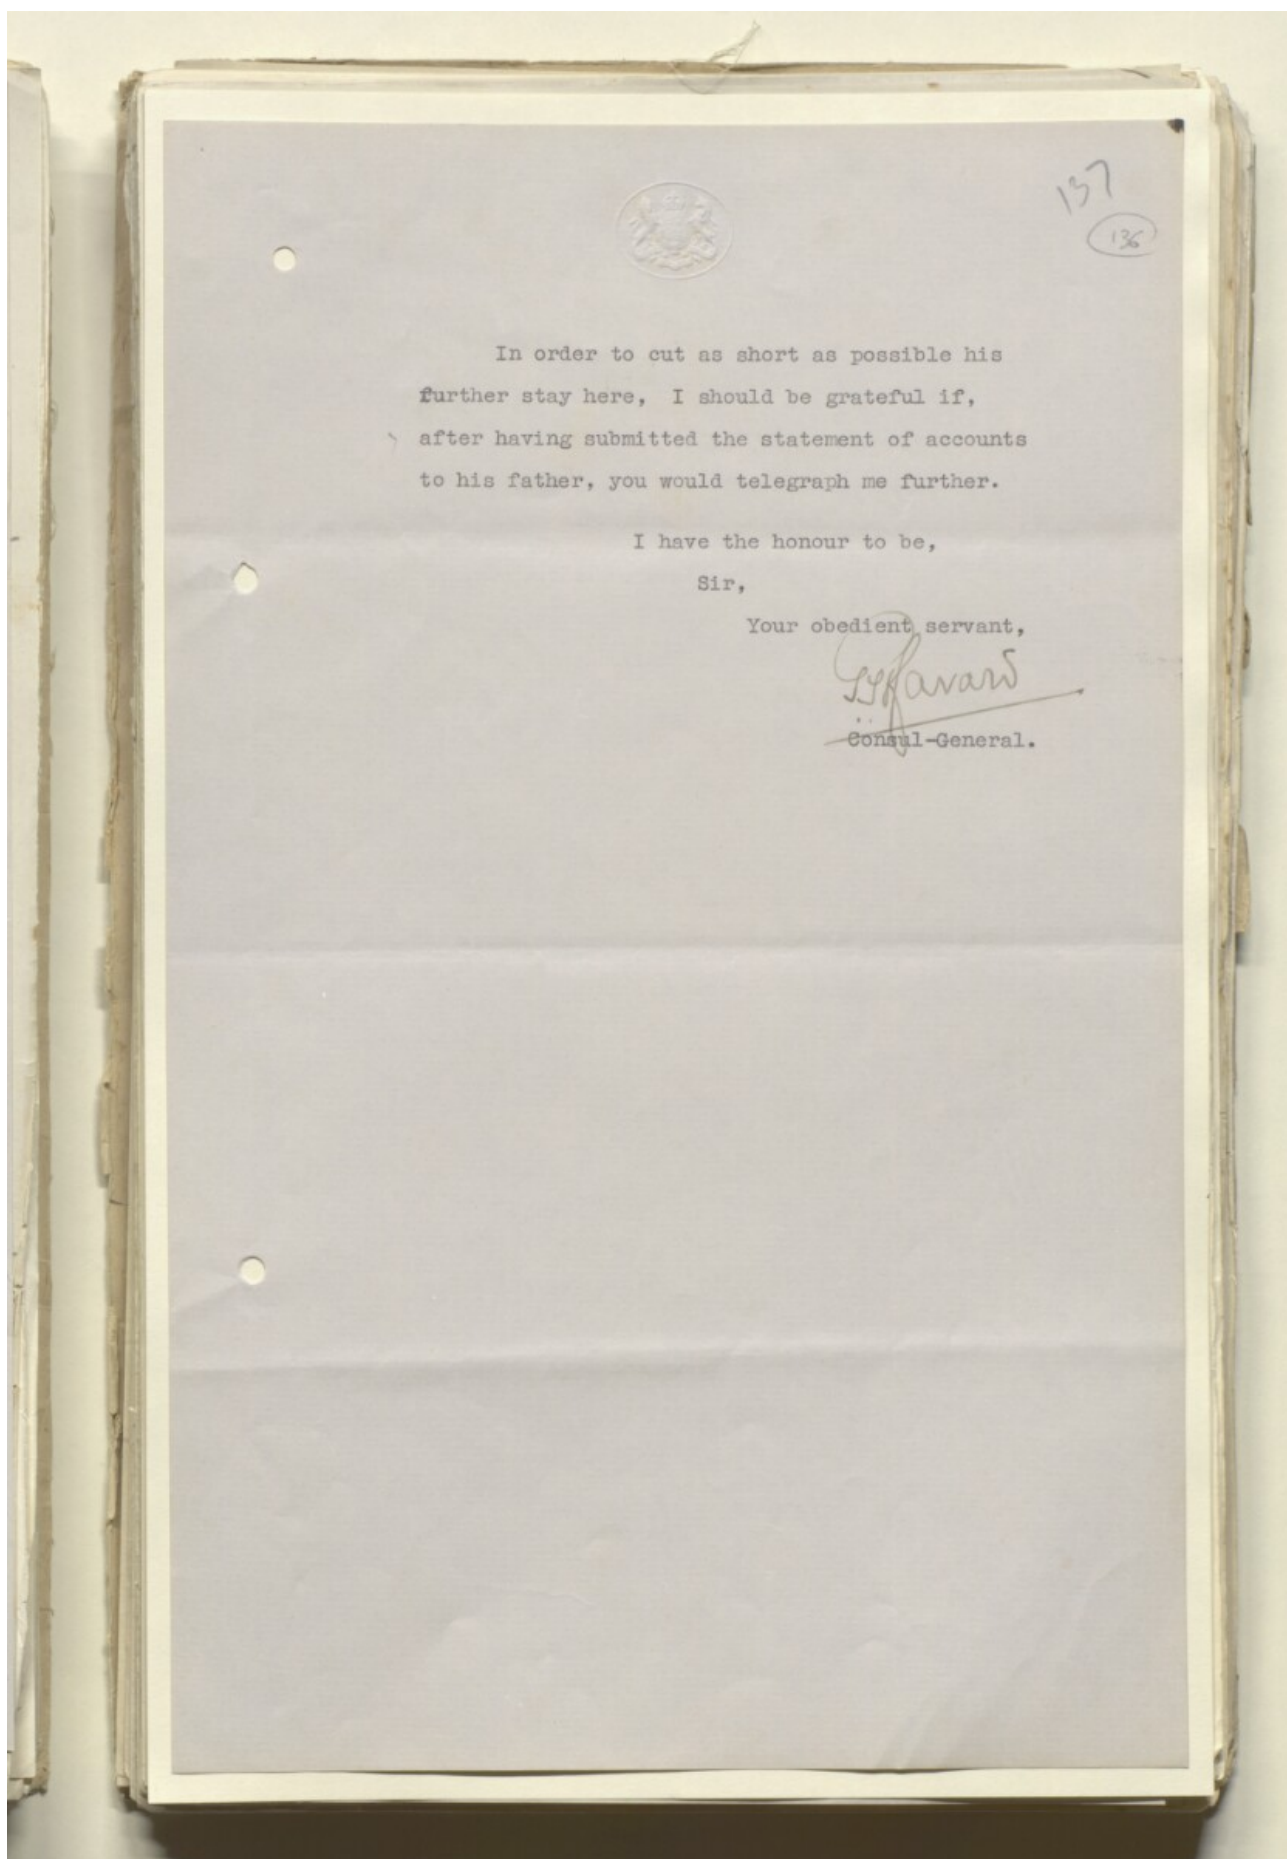 137
136
In order to cut as short as possible his
further stay here, I should be grateful if,
after having submitted the statement of accounts
to his father, you would telegraph me further.
I have the honour to be,
Sir,
Your obedient servant,
Havard
Consul-General.